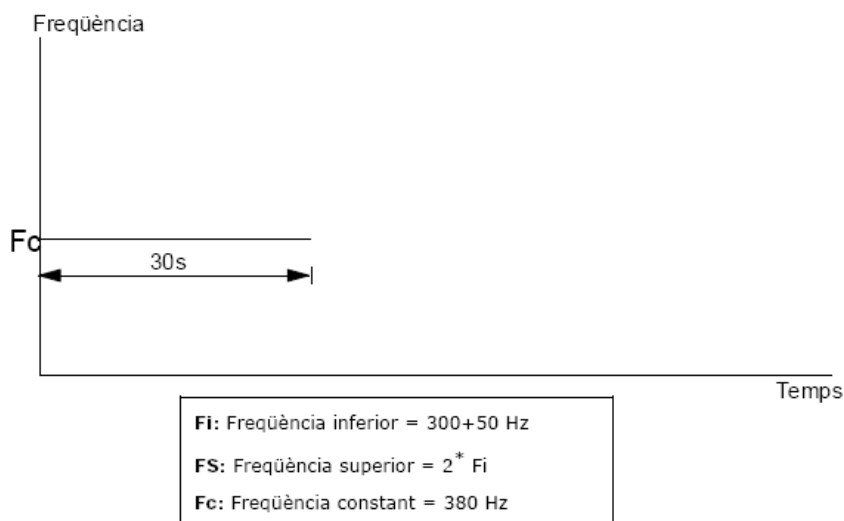 Freqüència
Fc
30s
Temps
Fi: Freqüència inferior = 300+50 Hz
FS: Freqüència superior = 2* Fi
Fc: Freqüència constant = 380 Hz